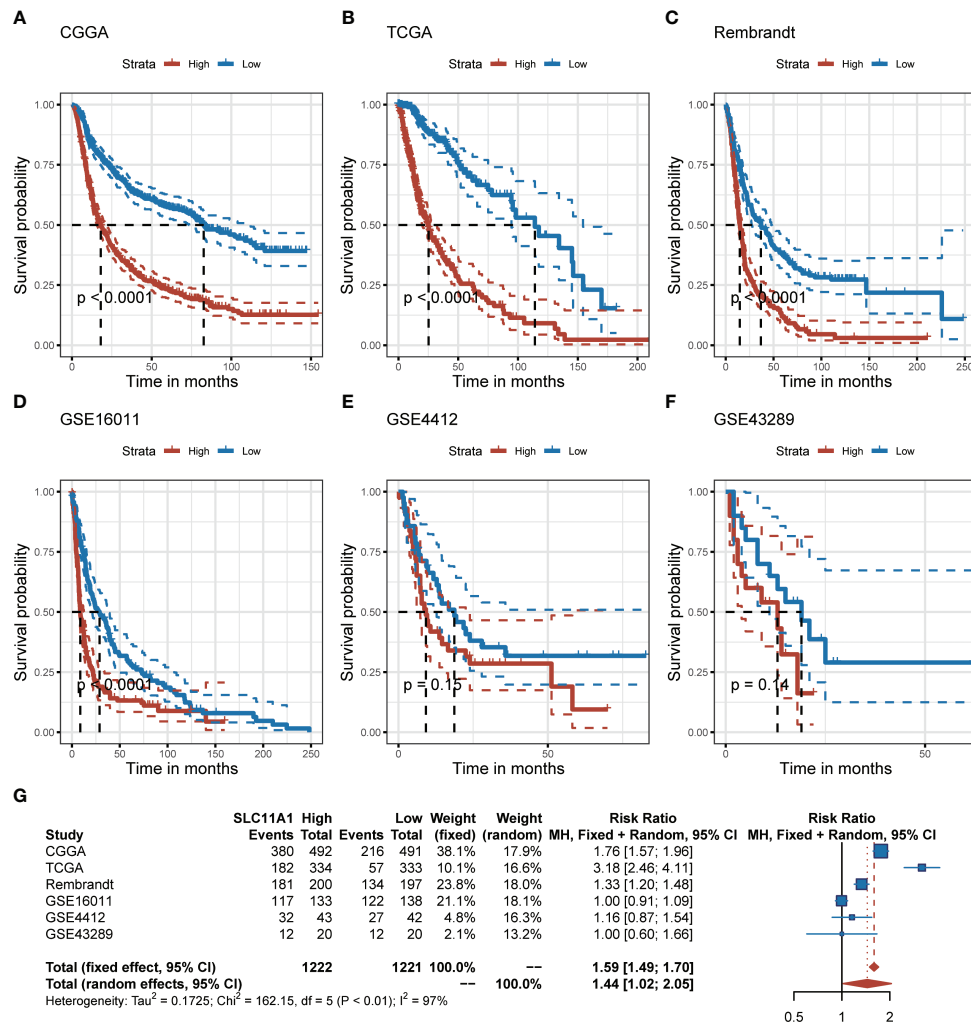 A
CGGA
Strata High Low
1.00
0.75
0.50
0.25
0.00
Survival probability
p < 0.0001
0 50 100 150
Time in months
B
TCGA
Strata High Low
1.00
0.75
0.50
0.25
0.00
Survival probability
p < 0.0001
0 50 100 150 200
Time in months
C
Rembrandt
Strata High Low
1.00
0.75
0.50
0.25
0.00
Survival probability
p < 0.0001
0 50 100 150 200 250
Time in months
D
GSE16011
Strata High Low
1.00
0.75
0.50
0.25
0.00
Survival probability
p < 0.0001
0 50 100 150 200 250
Time in months
E
GSE4412
Strata High Low
1.00
0.75
0.50
0.25
0.00
Survival probability
p = 0.15
0 50
Time in months
F
GSE43289
Strata High Low
1.00
0.75
0.50
0.25
0.00
Survival probability
p = 0.14
0 50
Time in months
G
SLC11A1 High Low Weight Weight Risk Ratio Risk Ratio
Study Events Total Events Total (fixed) (random) MH, Fixed + Random, 95% CI MH, Fixed + Random, 95% CI
CGGA 380 492 216 491 38.1% 17.9% 1.76 [1.57; 1.96]
TCGA 182 334 57 333 10.1% 16.6% 3.18 [2.46; 4.11]
Rembrandt 181 200 134 197 23.8% 18.0% 1.33 [1.20; 1.48]
GSE16011 117 133 122 138 21.1% 18.1% 1.00 [0.91; 1.09]
GSE4412 32 43 27 42 4.8% 16.3% 1.16 [0.87; 1.54]
GSE43289 12 20 12 20 2.1% 13.2% 1.00 [0.60; 1.66]
Total (fixed effect, 95% CI) 1222 1221 100.0% −− 1.59 [1.49; 1.70]
Total (random effects, 95% CI) −− 100.0% 1.44 [1.02; 2.05]
Heterogeneity: Tau² = 0.1725; Chi² = 162.15, df = 5 (P < 0.01); I² = 97%
0.5 1 2